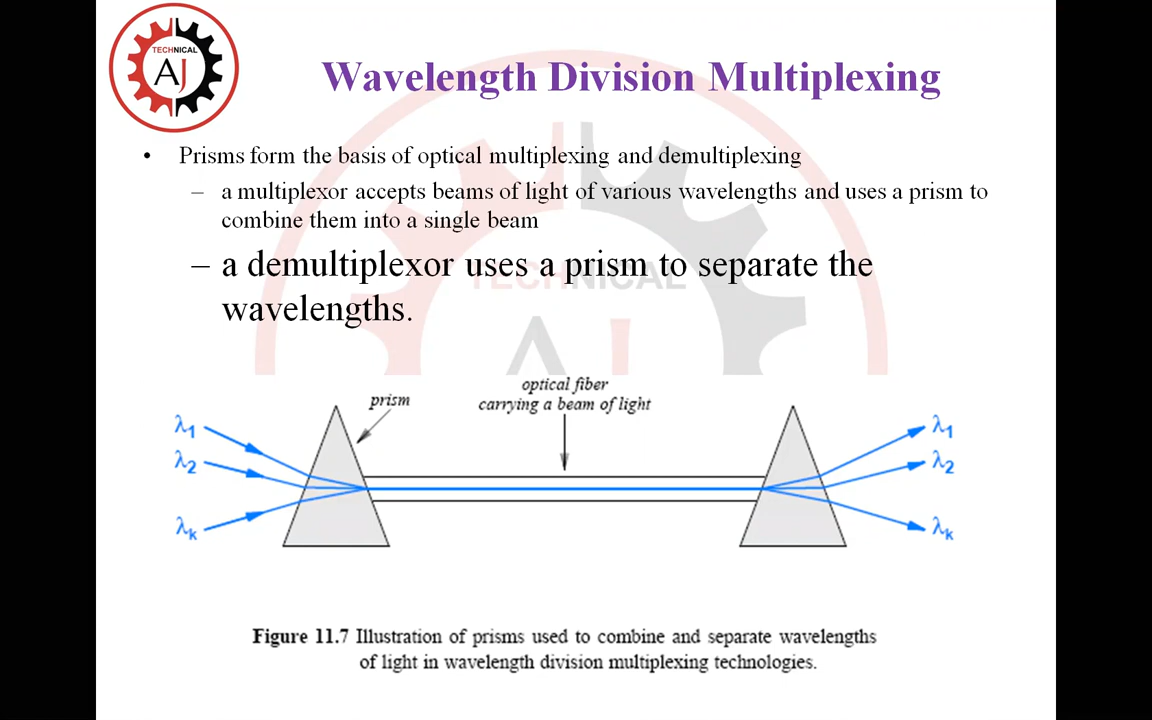 TECHNICAL
AJ
Wavelength Division Multiplexing
• Prisms form the basis of optical multiplexing and demultiplexing
– a multiplexor accepts beams of light of various wavelengths and uses a prism to
combine them into a single beam
– a demultiplexor uses a prism to separate the
wavelengths.
TECHNICAL
AJ
optical fiber
carrying a beam of light
prism
λ1
λ2
λk
λ1
λ2
λk
Figure 11.7 Illustration of prisms used to combine and separate wavelengths
of light in wavelength division multiplexing technologies.